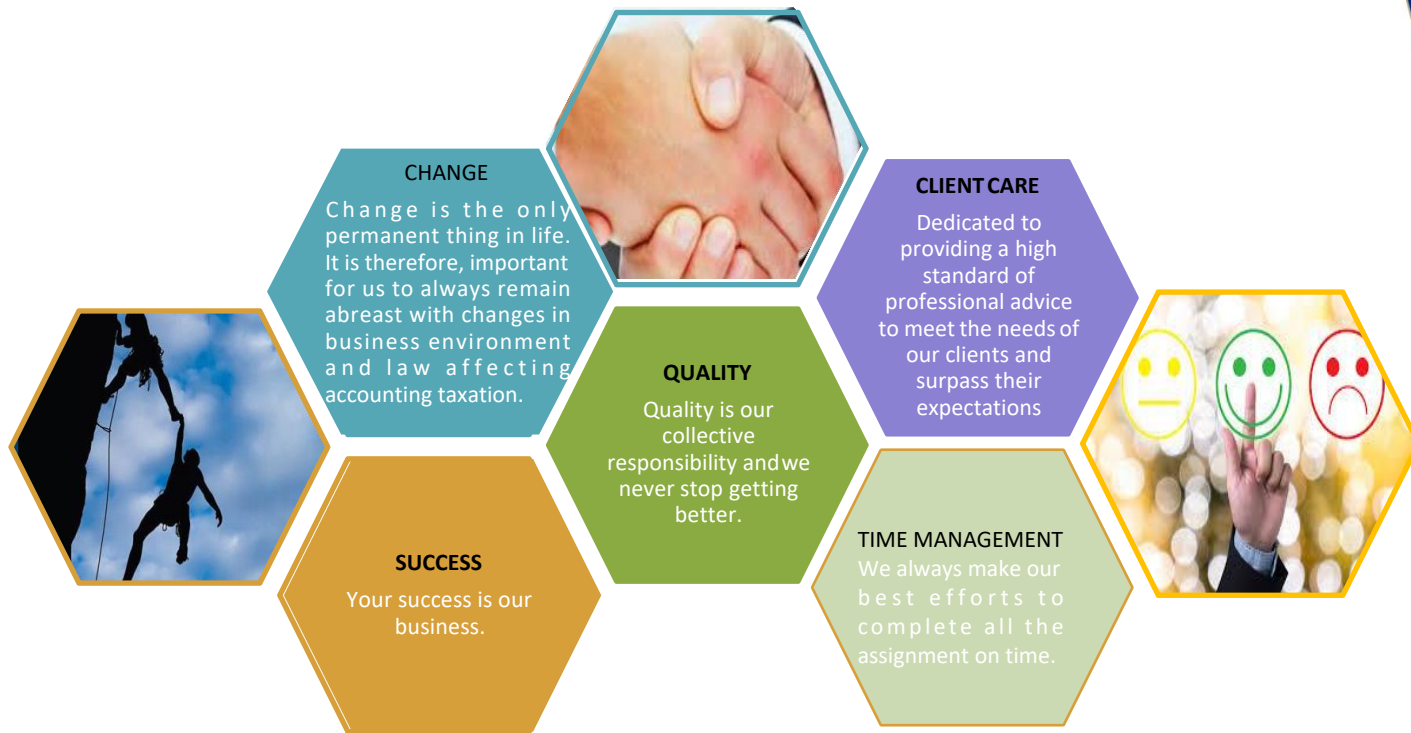 CHANGE
Change is the only
permanent thing in life.
It is therefore, important
for us to always remain
abreast with changes in
business environment
and law affecting
accounting taxation.
CLIENT CARE
Dedicated to
providing a high
standard of
professional advice
to meet the needs of
our clients and
surpass their
expectations
QUALITY
Quality is our
collective
responsibility and we
never stop getting
better.
SUCCESS
Your success is our
business.
TIME MANAGEMENT
We always make our
best efforts to
complete all the
assignment on time.